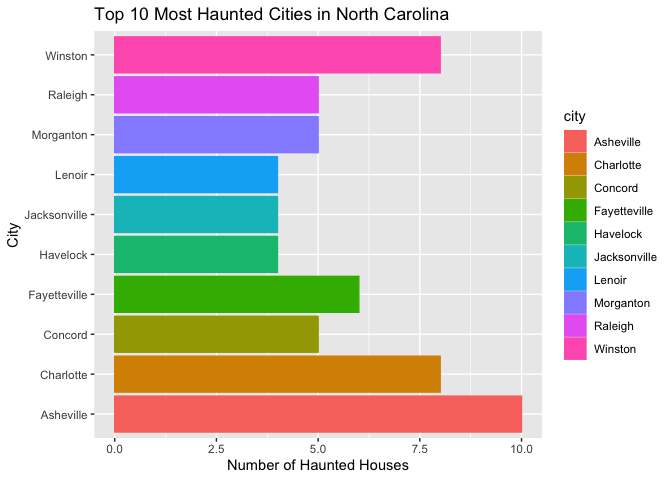 Top 10 Most Haunted Cities in North Carolina
City
Winston
Raleigh
Morganton
Lenoir
Jacksonville
Havelock
Fayetteville
Concord
Charlotte
Asheville
0.0 2.5 5.0 7.5 10.0
Number of Haunted Houses
city
Asheville
Charlotte
Concord
Fayetteville
Havelock
Jacksonville
Lenoir
Morganton
Raleigh
Winston